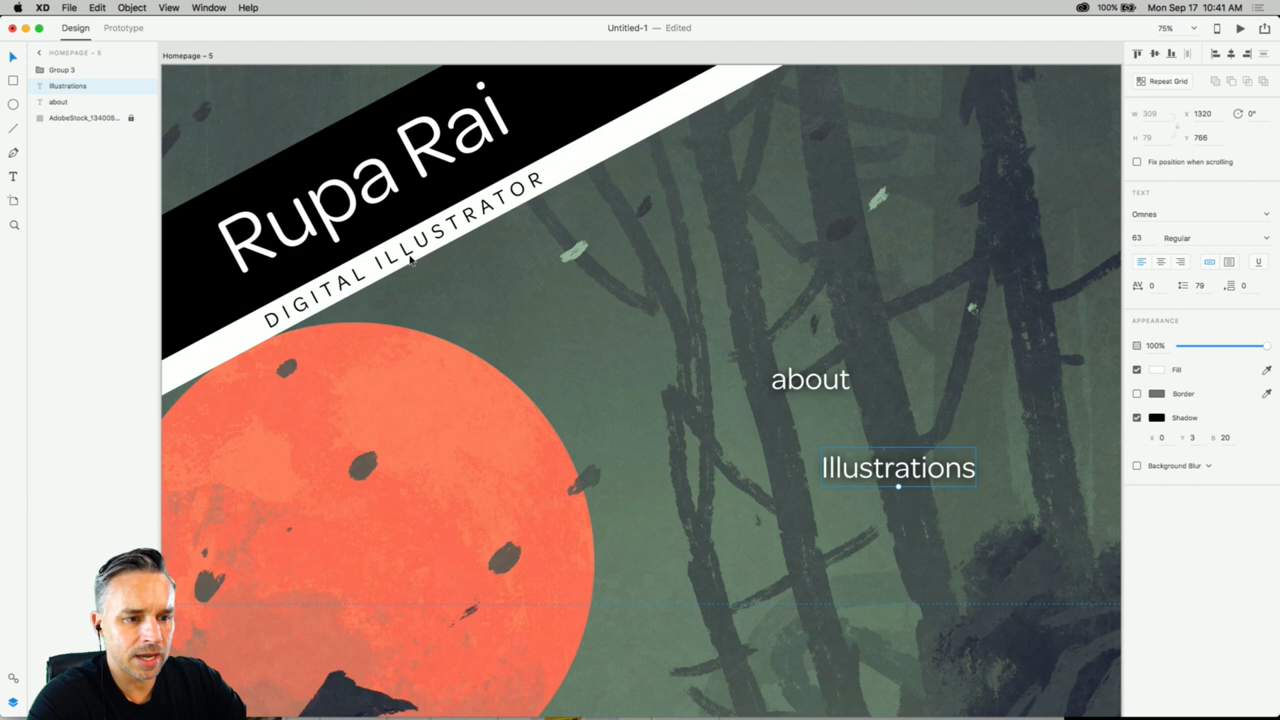 XD File Edit Object View Window Help
100% Mon Sep 17 10:41 AM
Design Prototype
Untitled-1 — Edited
75%
HOMEPAGE – 5
Group 3
Illustrations
about
AdobeStock_134005...
Homepage – 5
Rupa Rai
DIGITAL ILLUSTRATOR
about
Illustrations
Repeat Grid
W 309 X 1320 0°
H 79 Y 766
Fix position when scrolling
TEXT
Omnes
63 Regular
AV 0 79 0
APPEARANCE
100%
Fill
Border
Shadow
X 0 Y 3 B 20
Background Blur